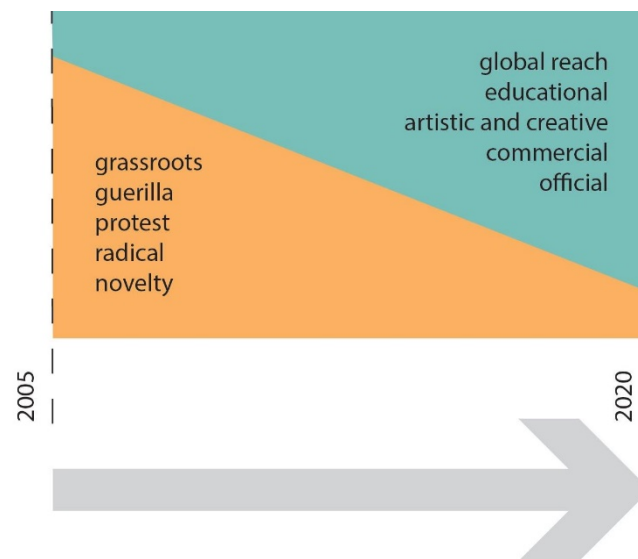 global reach
educational
artistic and creative
commercial
official
grassroots
guerilla
protest
radical
novelty
2005
2020